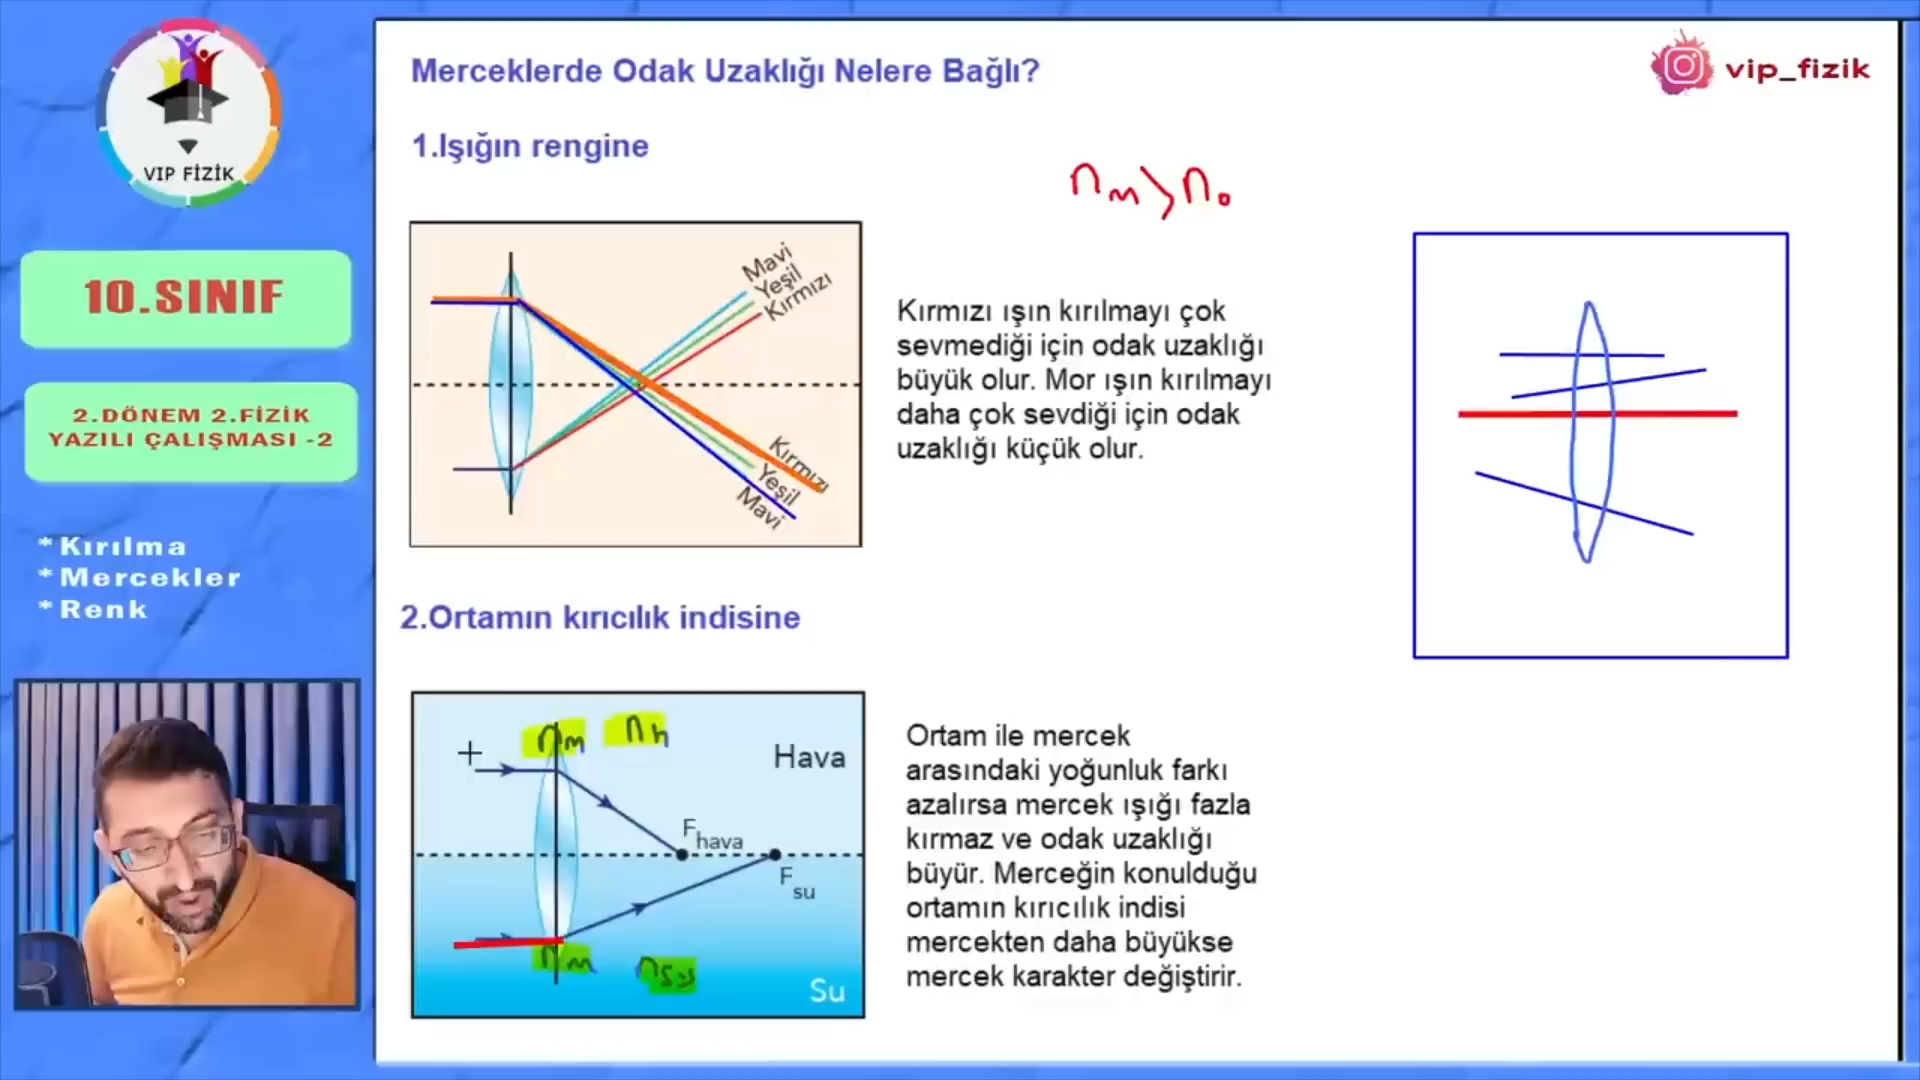 VIP FİZİK
10.SINIF
2.DÖNEM 2.FİZİK
YAZILI ÇALIŞMASI -2
* Kırılma
* Mercekler
* Renk
Merceklerde Odak Uzaklığı Nelere Bağlı?
vip_fizik
1.Işığın rengine
nm > no
Mavi
Yeşil
Kırmızı
Kırmızı
Yeşil
Mavi
Kırmızı ışın kırılmayı çok
sevmediği için odak uzaklığı
büyük olur. Mor ışın kırılmayı
daha çok sevdiği için odak
uzaklığı küçük olur.
2.Ortamın kırıcılık indisine
nm nh
Hava
F hava
F su
nm nsu
Su
Ortam ile mercek
arasındaki yoğunluk farkı
azalırsa mercek ışığı fazla
kırmaz ve odak uzaklığı
büyür. Merceğin konulduğu
ortamın kırıcılık indisi
mercekten daha büyükse
mercek karakter değiştirir.